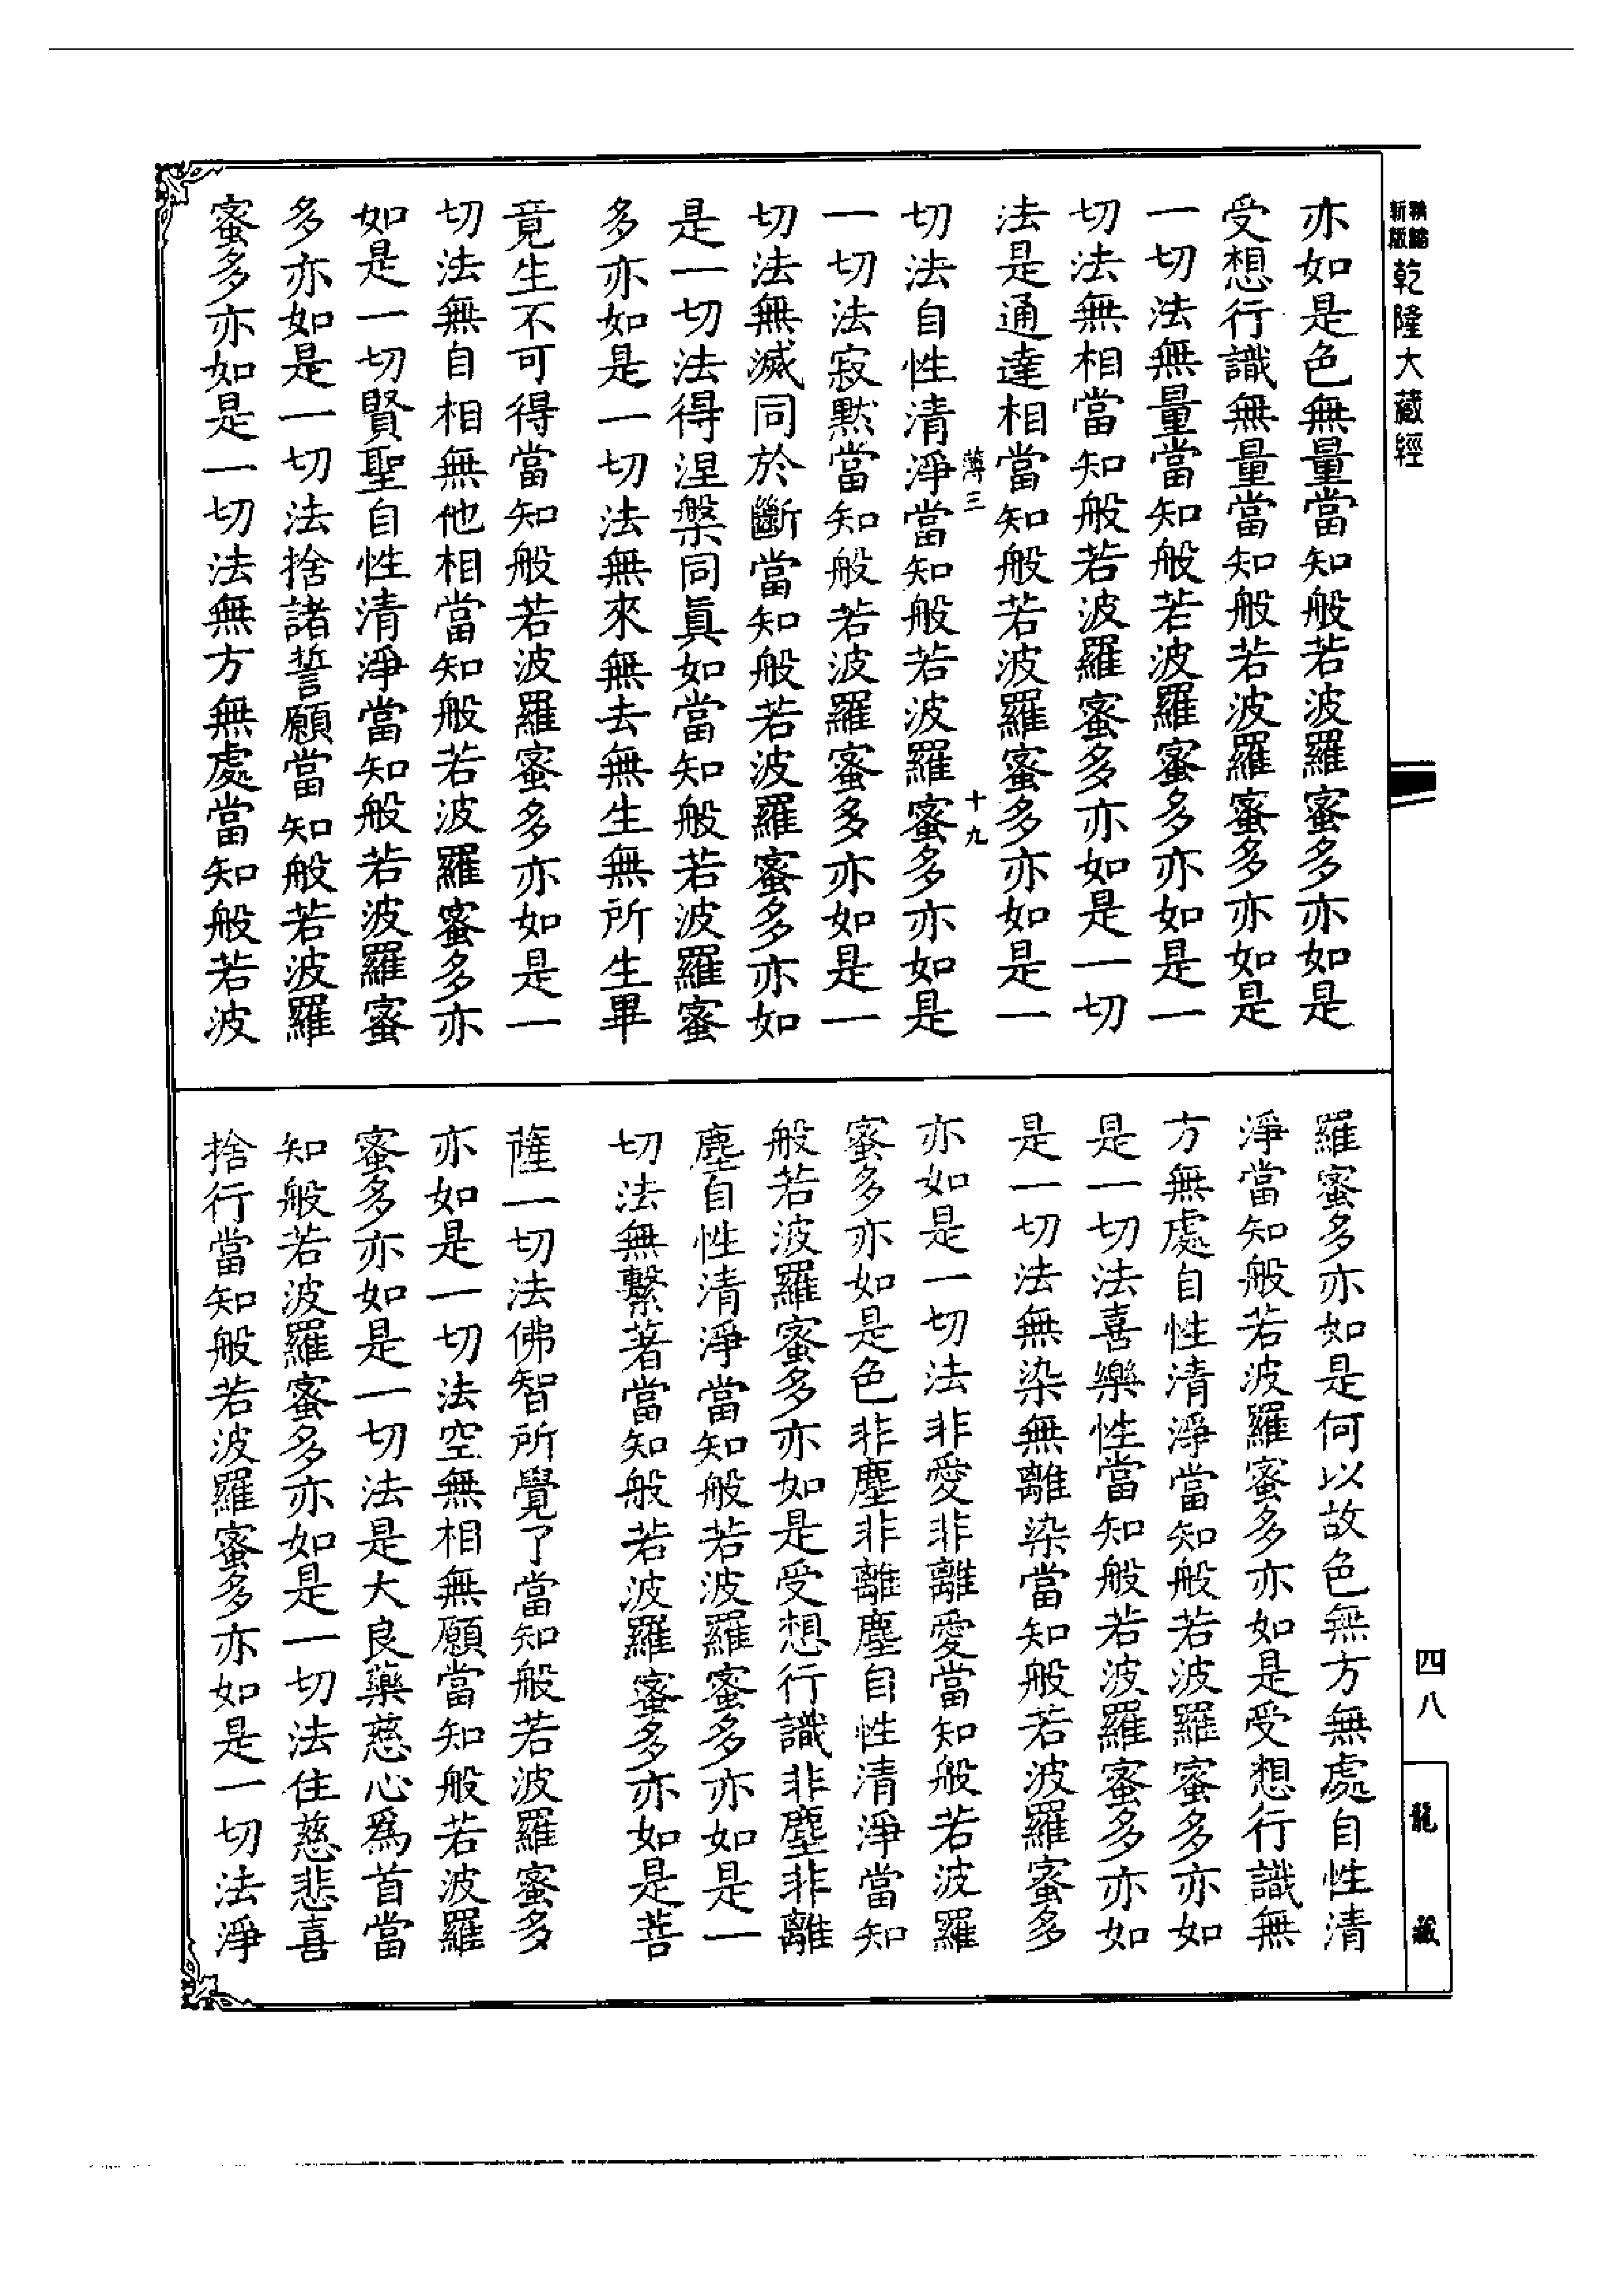 精縮新版乾隆大藏經
亦如是色無量當知般若波羅蜜多亦如是
受想行識無量當知般若波羅蜜多亦如是
一切法無量當知般若波羅蜜多亦如是一
切法無相當知般若波羅蜜多亦如是一切
法是通達相當知般若波羅蜜多亦如是一
薄三 十九
切法自性清淨當知般若波羅蜜多亦如是
一切法寂默當知般若波羅蜜多亦如是一
切法無滅同於斷當知般若波羅蜜多亦如
是一切法得涅槃同眞如當知般若波羅蜜
多亦如是一切法無來無去無生無所生畢
竟生不可得當知般若波羅蜜多亦如是一
切法無自相無他相當知般若波羅蜜多亦
如是一切賢聖自性清淨當知般若波羅蜜
多亦如是一切法捨諸誓願當知般若波羅
蜜多亦如是一切法無方無處當知般若波
羅蜜多亦如是何以故色無方無處自性清
淨當知般若波羅蜜多亦如是受想行識無
方無處自性清淨當知般若波羅蜜多亦如
是一切法喜樂性當知般若波羅蜜多亦如
是一切法無染無離染當知般若波羅蜜多
亦如是一切法非愛非離愛當知般若波羅
蜜多亦如是色非塵非離塵自性清淨當知
般若波羅蜜多亦如是受想行識非塵非離
塵自性清淨當知般若波羅蜜多亦如是一
切法無繫著當知般若波羅蜜多亦如是菩
薩一切法佛智所覺了當知般若波羅蜜多
亦如是一切法空無相無願當知般若波羅
蜜多亦如是一切法是大良藥慈心爲首當
知般若波羅蜜多亦如是一切法住慈悲喜
捨行當知般若波羅蜜多亦如是一切法淨
四八
龍藏